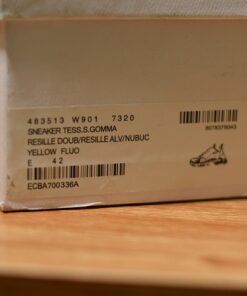 483513 W901 7320
SNEAKER TESS.S.GOMMA
RESILLE DOUB/RESILLE ALV/NUBUC
YELLOW FLUO
E 42
ECBA700336A